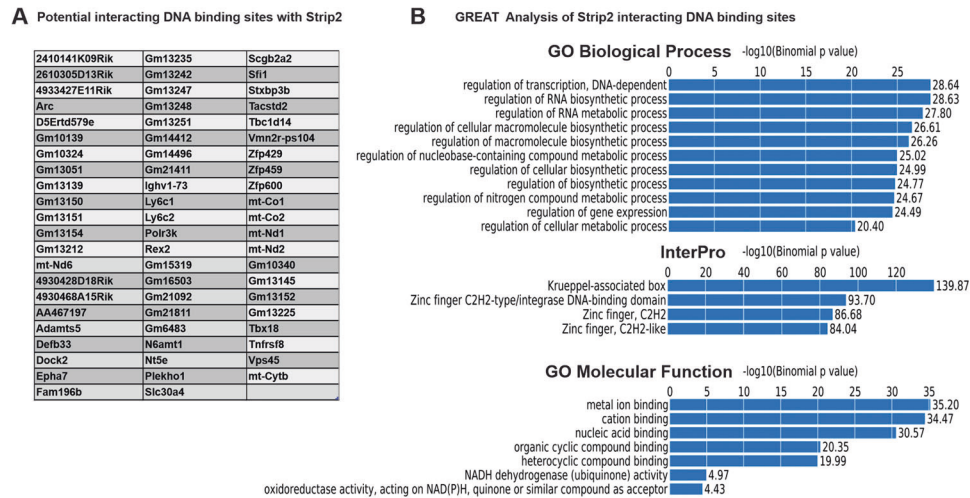 A Potential interacting DNA binding sites with Strip2
2410141K09Rik Gm13235 Scgb2a2
2610305D13Rik Gm13242 Sfi1
4933427E11Rik Gm13247 Stxbp3b
Arc Gm13248 Tacstd2
D5Ertd579e Gm13251 Tbc1d14
Gm10139 Gm14412 Vmn2r-ps104
Gm10324 Gm14496 Zfp429
Gm13051 Gm21411 Zfp459
Gm13139 Ighv1-73 Zfp600
Gm13150 Ly6c1 mt-Co1
Gm13151 Ly6c2 mt-Co2
Gm13154 Polr3k mt-Nd1
Gm13212 Rex2 mt-Nd2
mt-Nd6 Gm15319 Gm10340
4930428D18Rik Gm16503 Gm13145
4930468A15Rik Gm21092 Gm13152
AA467197 Gm21811 Gm13225
Adamts5 Gm6483 Tbx18
Defb33 N6amt1 Tnfrsf8
Dock2 Nt5e Vps45
Epha7 Plekho1 mt-Cytb
Fam196b Slc30a4
B GREAT Analysis of Strip2 interacting DNA binding sites
GO Biological Process -log10(Binomial p value)
0 5 10 15 20 25
regulation of transcription, DNA-dependent 28.64
regulation of RNA biosynthetic process 28.63
regulation of RNA metabolic process 27.80
regulation of cellular macromolecule biosynthetic process 26.61
regulation of macromolecule biosynthetic process 26.26
regulation of nucleobase-containing compound metabolic process 25.02
regulation of cellular biosynthetic process 24.99
regulation of biosynthetic process 24.77
regulation of nitrogen compound metabolic process 24.67
regulation of gene expression 24.49
regulation of cellular metabolic process 20.40
InterPro -log10(Binomial p value)
0 20 40 60 80 100 120
Krueppel-associated box 139.87
Zinc finger C2H2-type/integrase DNA-binding domain 93.70
Zinc finger, C2H2 86.68
Zinc finger, C2H2-like 84.04
GO Molecular Function -log10(Binomial p value)
0 5 10 15 20 25 30 35
metal ion binding 35.20
cation binding 34.47
nucleic acid binding 30.57
organic cyclic compound binding 20.35
heterocyclic compound binding 19.99
NADH dehydrogenase (ubiquinone) activity 4.97
oxidoreductase activity, acting on NAD(P)H, quinone or similar compound as acceptor 4.43